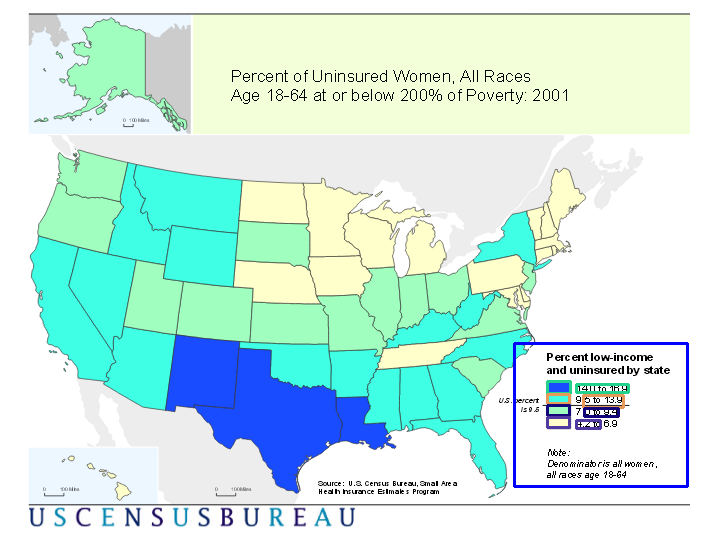 Percent of Uninsured Women, All Races
Age 18-64 at or below 200% of Poverty: 2001
0 100 Miles
Percent low-income
and uninsured by state
14.0 to 16.9
9.5 to 13.9
U.S. percent
is 9.5
7.0 to 9.4
to 6.9
Note:
Denominator is all women,
all races age 18-64
0 100 Miles
0 100 Miles
Source: U.S. Census Bureau, Small Area
Health Insurance Estimates Program
USCENSUSBUREAU